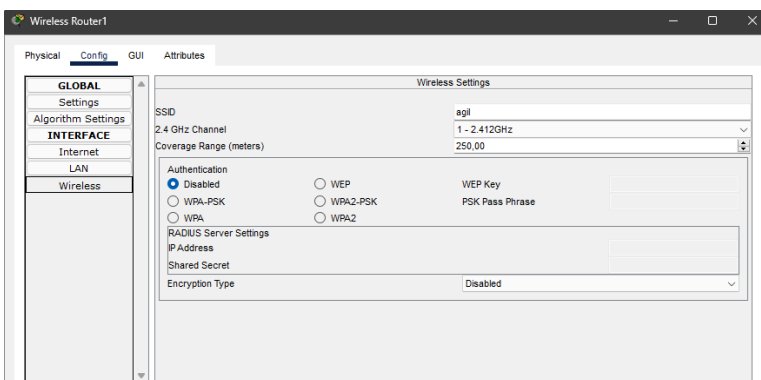 Wireless Router1
Physical Config GUI Attributes
GLOBAL
Settings
Algorithm Settings
INTERFACE
Internet
LAN
Wireless
Wireless Settings
SSID agil
2.4 GHz Channel 1 - 2.412GHz
Coverage Range (meters) 250,00
Authentication
Disabled WEP WEP Key
WPA-PSK WPA2-PSK PSK Pass Phrase
WPA WPA2
RADIUS Server Settings
IP Address
Shared Secret
Encryption Type Disabled